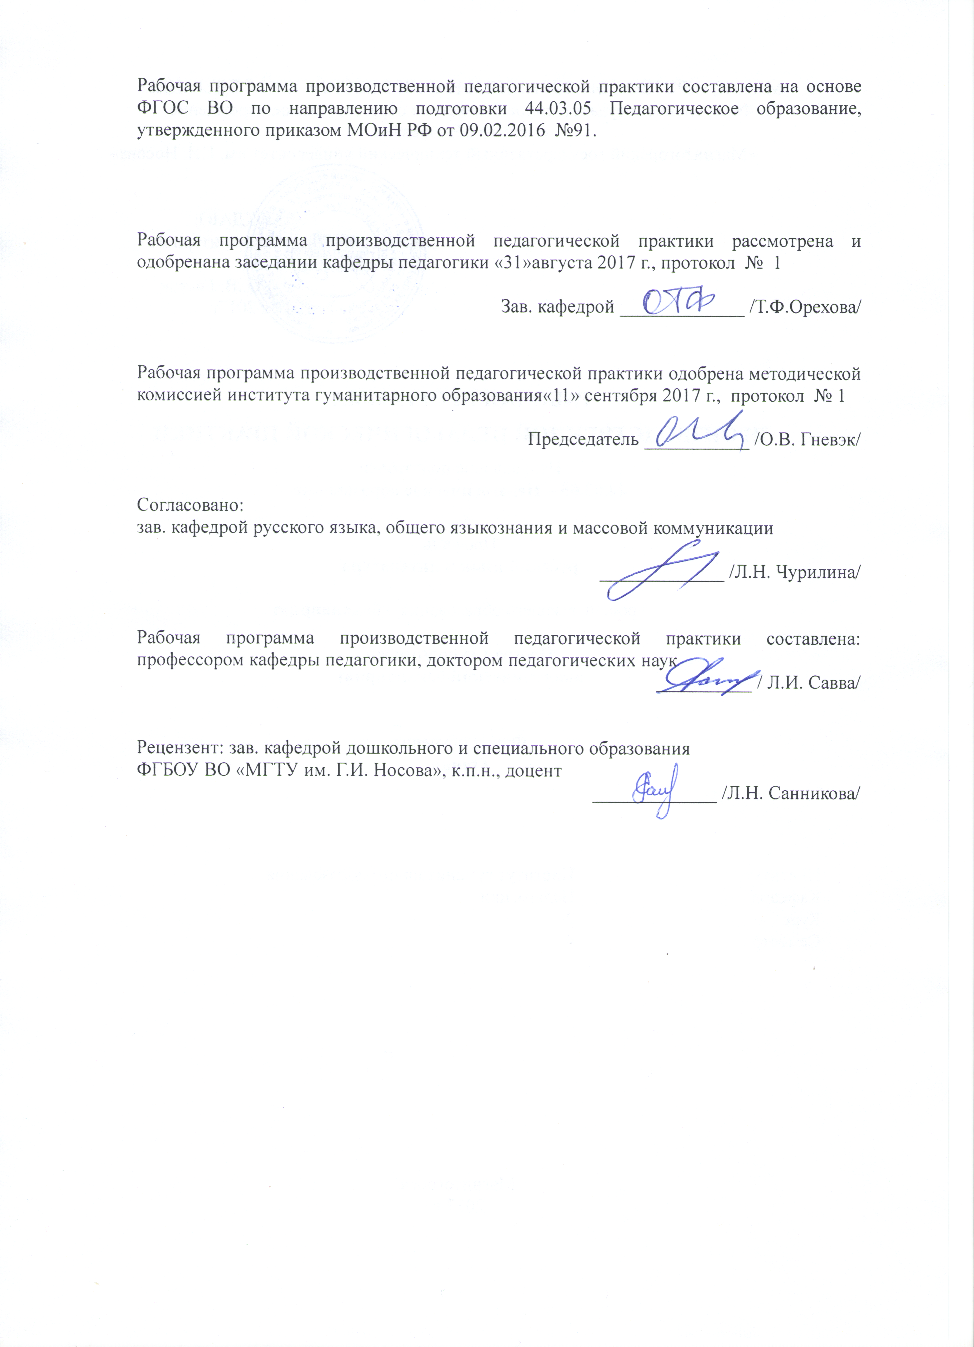 Рабочая программа производственной педагогической практики составлена на основе
ФГОС ВО по направлению подготовки 44.03.05 Педагогическое образование,
утвержденного приказом МОиН РФ от 09.02.2016 №91.
Рабочая программа производственной педагогической практики рассмотрена и
одобренана заседании кафедры педагогики «31»августа 2017 г., протокол № 1
Зав. кафедрой _____________ /Т.Ф.Орехова/
Рабочая программа производственной педагогической практики одобрена методической
комиссией института гуманитарного образования«11» сентября 2017 г., протокол № 1
Председатель ___________ /О.В. Гневэк/
Согласовано:
зав. кафедрой русского языка, общего языкознания и массовой коммуникации
_____________ /Л.Н. Чурилина/
Рабочая программа производственной педагогической практики составлена:
профессором кафедры педагогики, доктором педагогических наук
__________ / Л.И. Савва/
Рецензент: зав. кафедрой дошкольного и специального образования
ФГБОУ ВО «МГТУ им. Г.И. Носова», к.п.н., доцент
_____________ /Л.Н. Санникова/